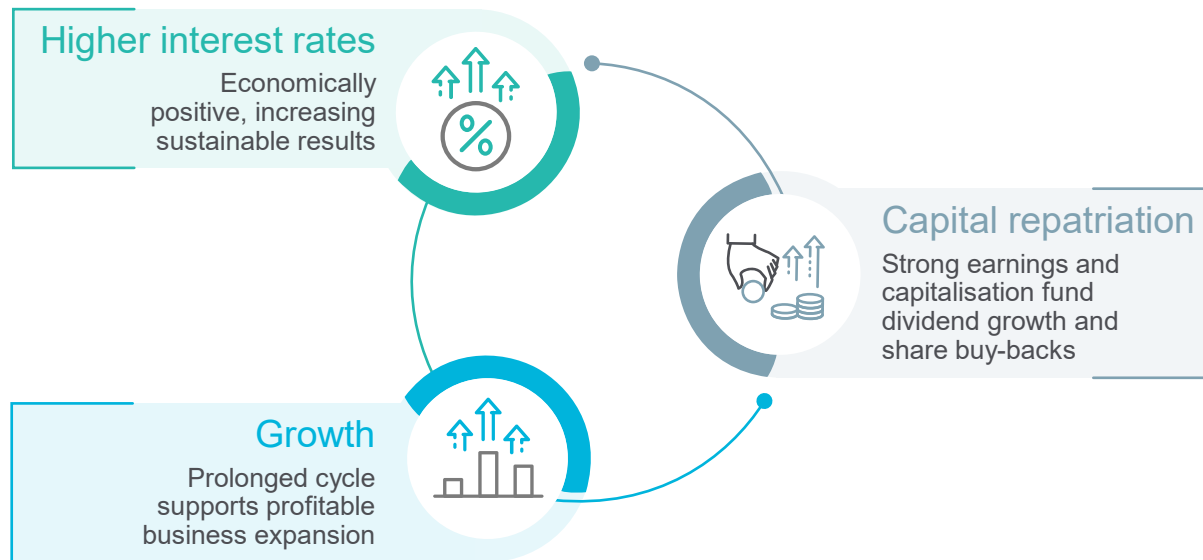 Higher interest rates
Economically
positive, increasing
sustainable results
%
Capital repatriation
Strong earnings and
capitalisation fund
dividend growth and
share buy-backs
Growth
Prolonged cycle
supports profitable
business expansion